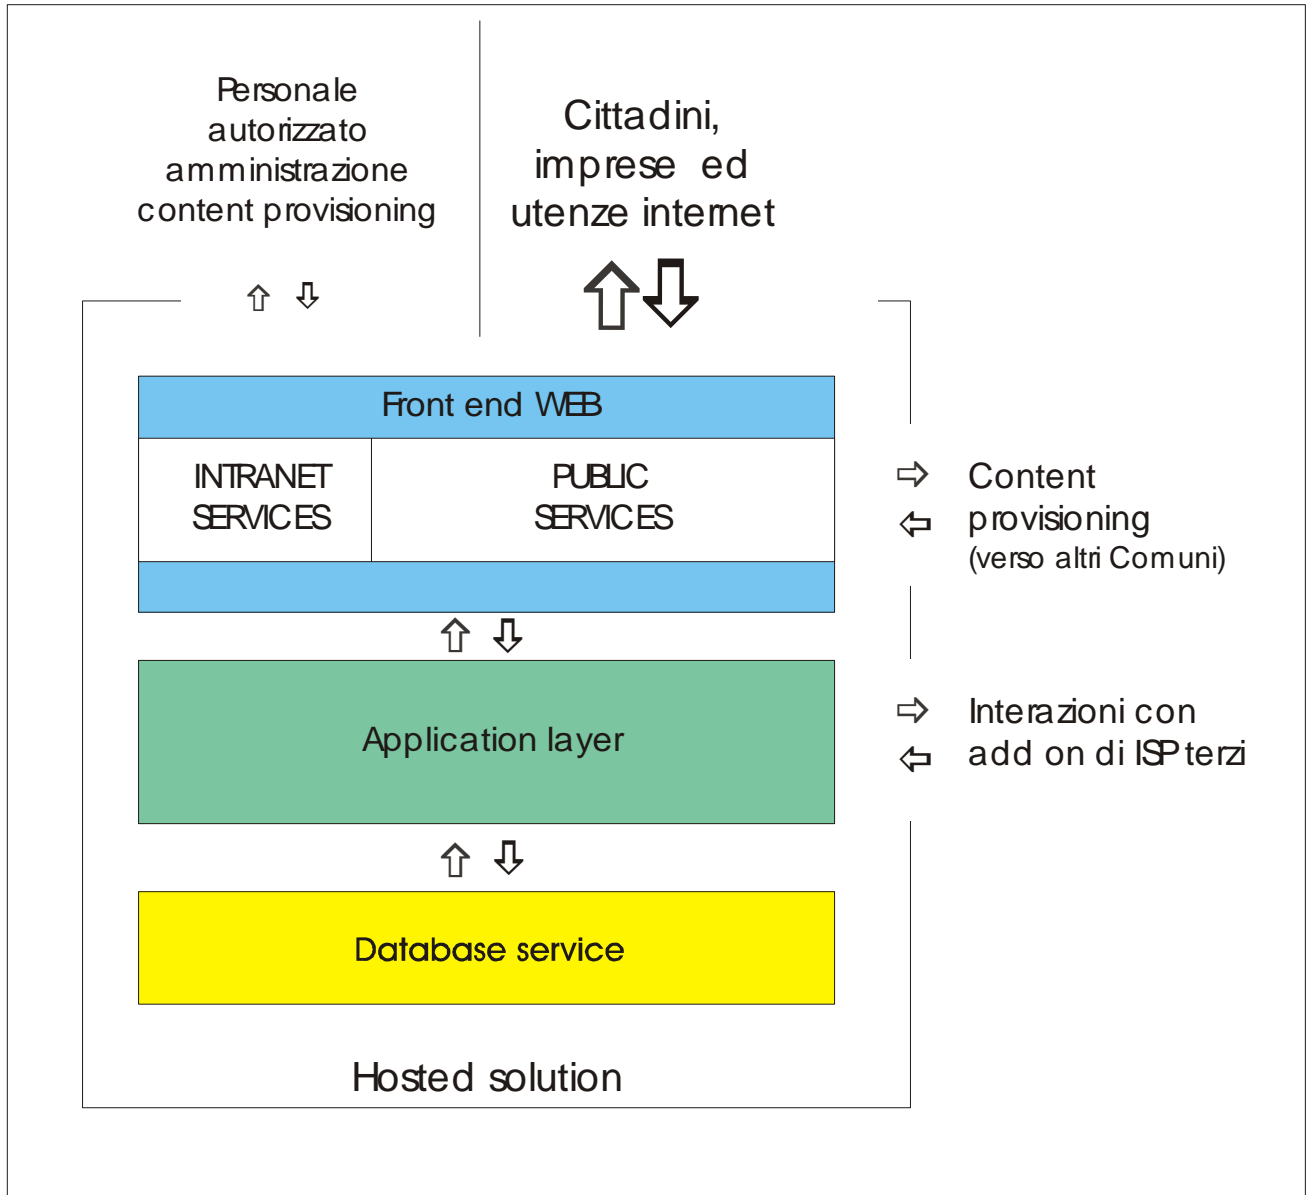 Personale
autorizzato
amministrazione
content provisioning
Cittadini,
imprese ed
utenze internet
Front end WEB
INTRANET
SERVICES
PUBLIC
SERVICES
Content
provisioning
(verso altri Comuni)
Application layer
Interazioni con
add on di ISP terzi
Database service
Hosted solution